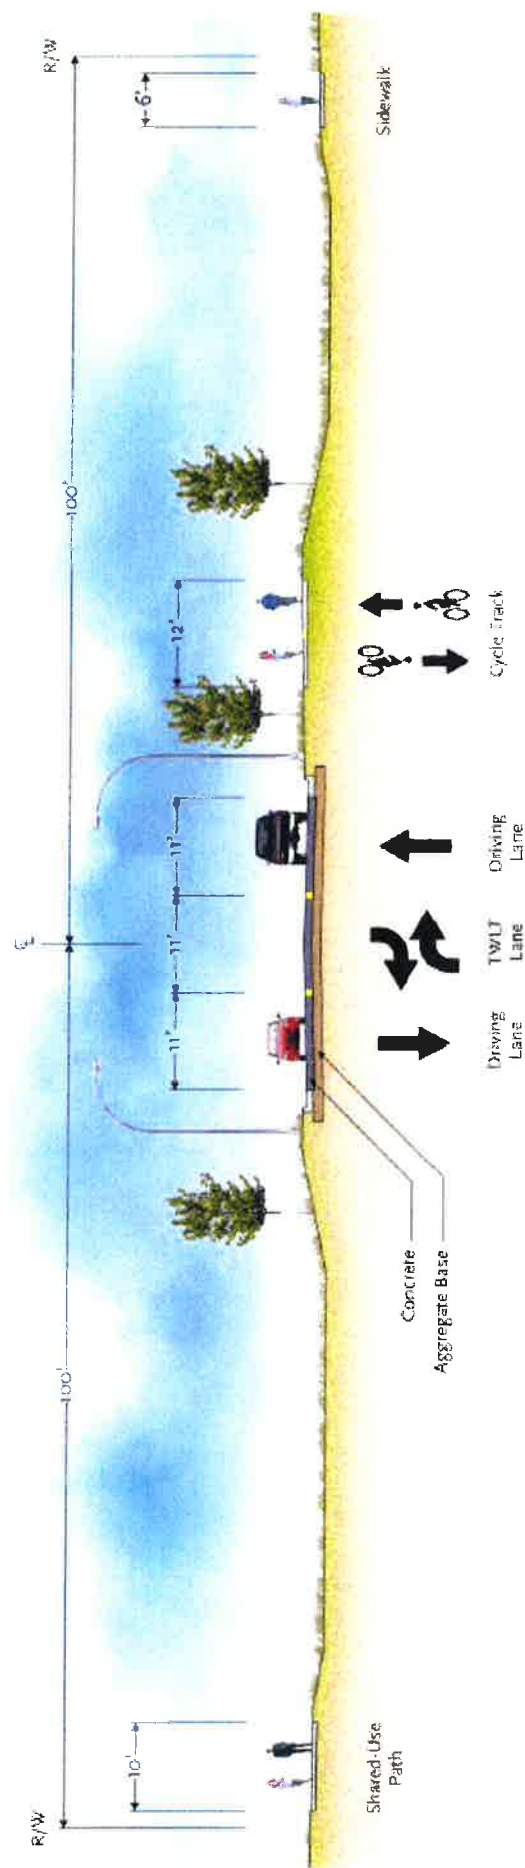 R/W
R/W
℄
100'
100'
10'
11'
11'
11'
12'
6'
Concrete
Aggregate Base
Shared-Use
Path
Driving
Lane
TWLT
Lane
Driving
Lane
Cycle Track
Sidewalk